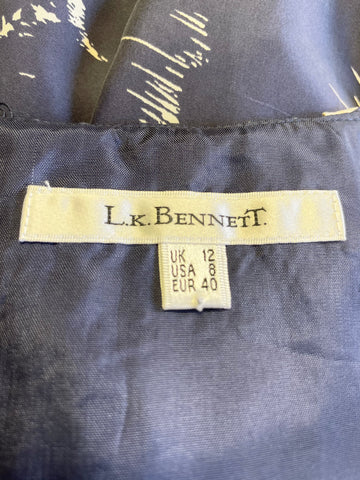 L.K. BENNETT.
UK 12
USA 8
EUR 40